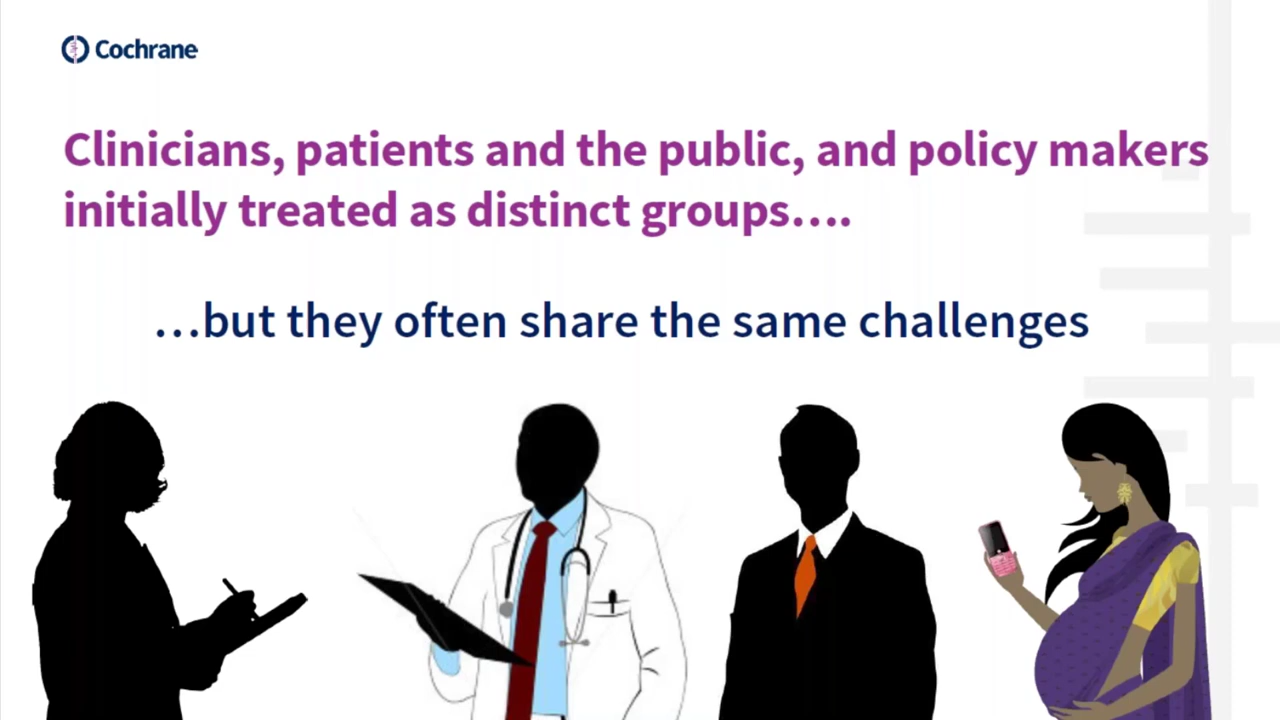 Cochrane
Clinicians, patients and the public, and policy makers
initially treated as distinct groups....
...but they often share the same challenges